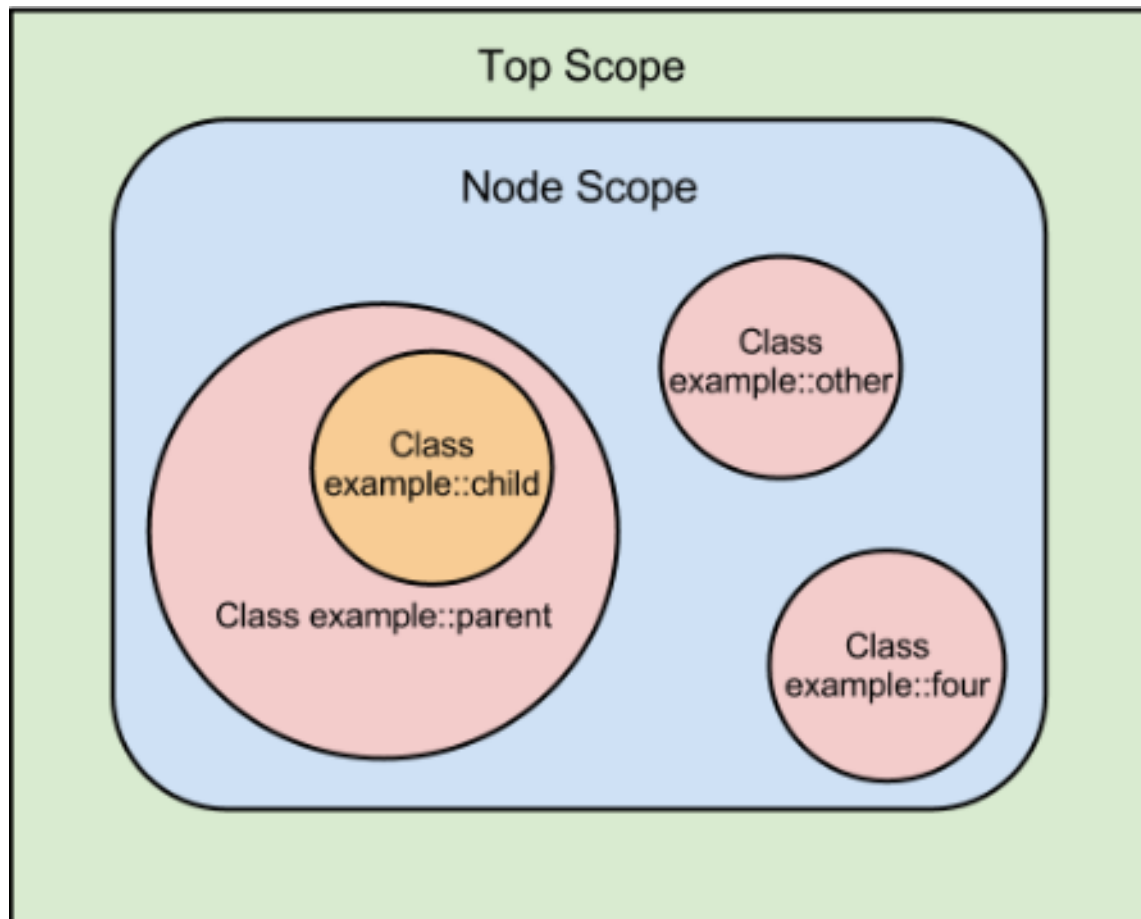 Top Scope
Node Scope
Class
example::other
Class
example::child
Class example::parent
Class
example::four